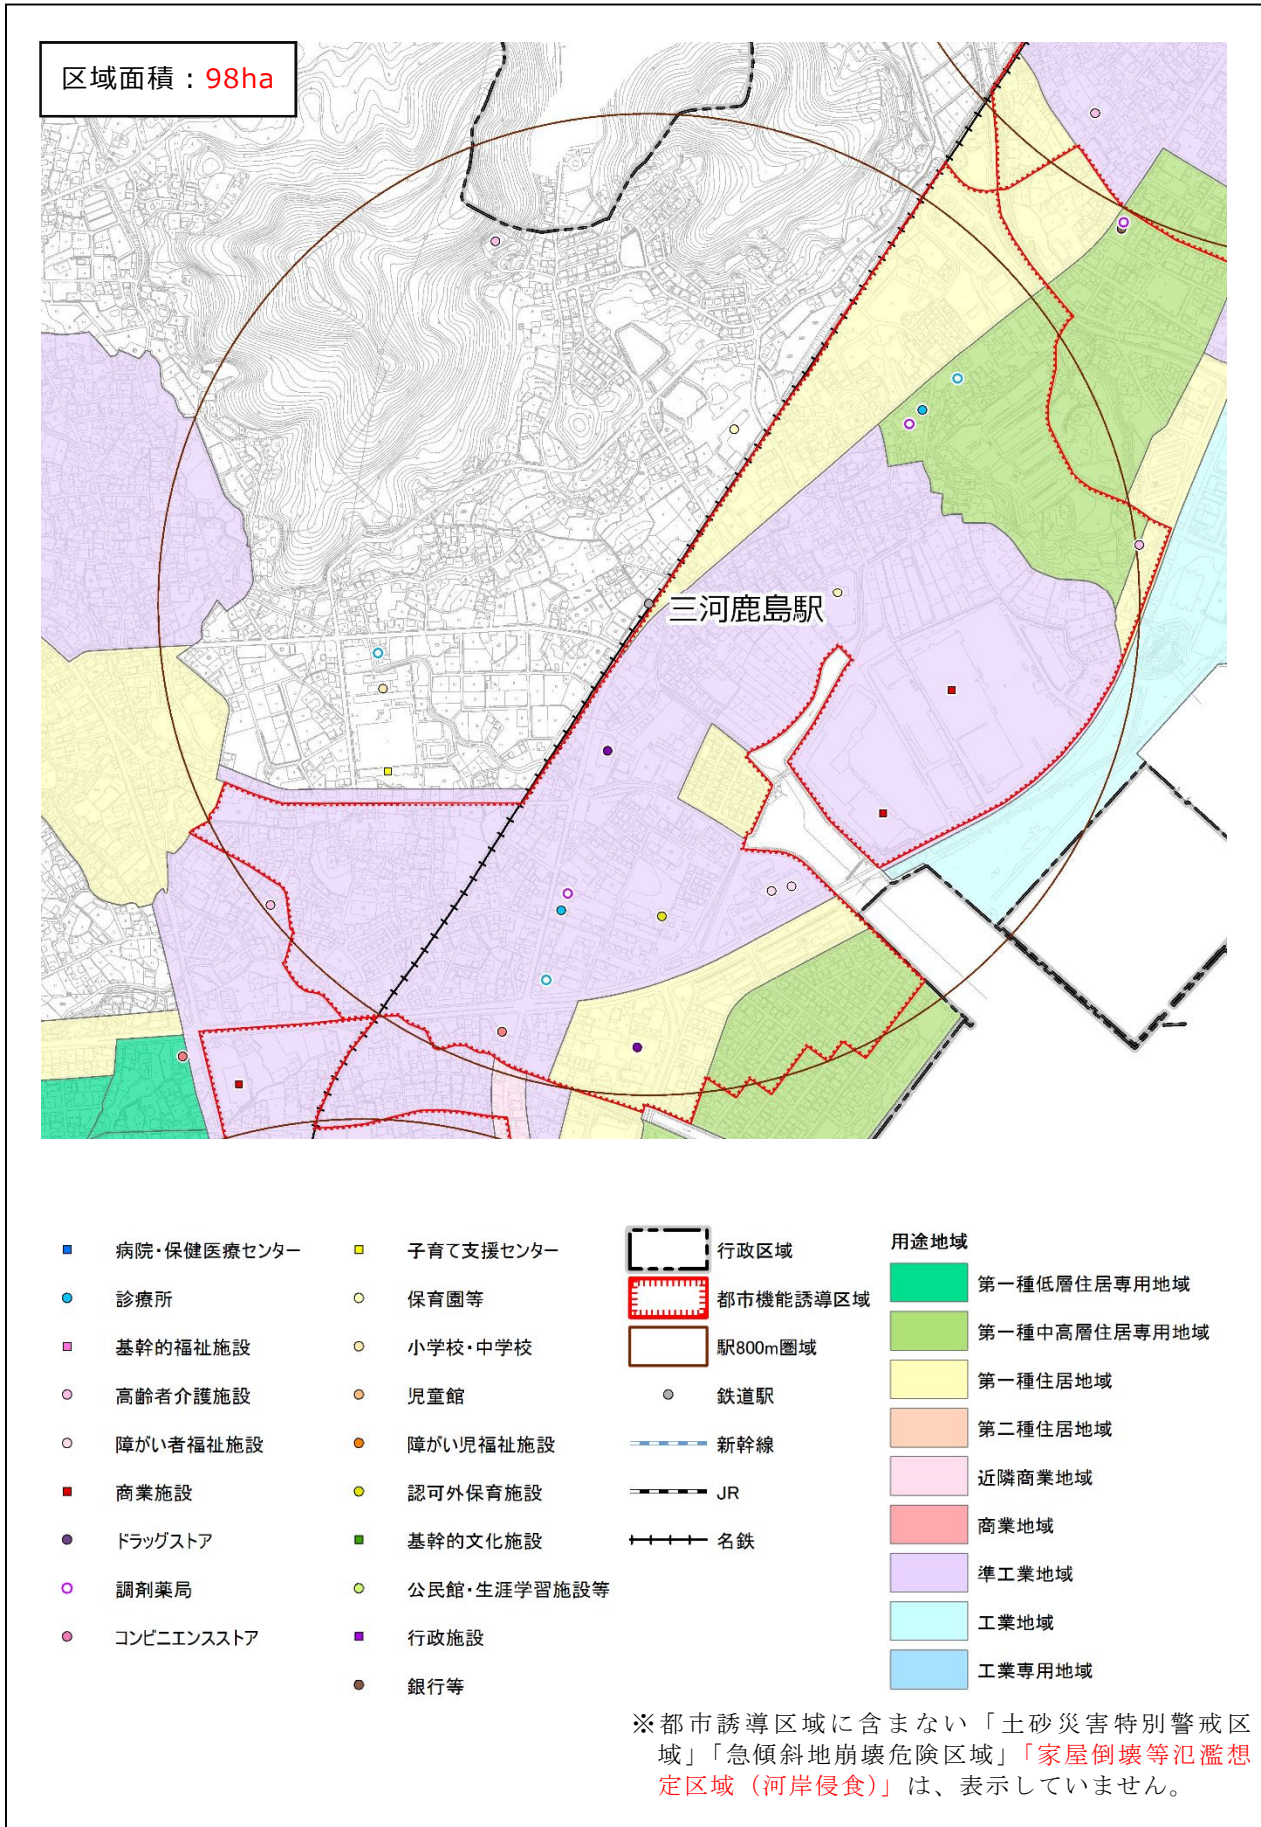 区域面積：98ha
三河鹿島駅
病院・保健医療センター
診療所
基幹的福祉施設
高齢者介護施設
障がい者福祉施設
商業施設
ドラッグストア
調剤薬局
コンビニエンスストア
子育て支援センター
保育園等
小学校・中学校
児童館
障がい児福祉施設
認可外保育施設
基幹的文化施設
公民館・生涯学習施設等
行政施設
銀行等
行政区域
都市機能誘導区域
駅800m圏域
鉄道駅
新幹線
JR
名鉄
用途地域
第一種低層住居専用地域
第一種中高層住居専用地域
第一種住居地域
第二種住居地域
近隣商業地域
商業地域
準工業地域
工業地域
工業専用地域
※都市誘導区域に含まない「土砂災害特別警戒区
域」「急傾斜地崩壊危険区域」「家屋倒壊等氾濫想
定区域（河岸侵食）」は、表示していません。